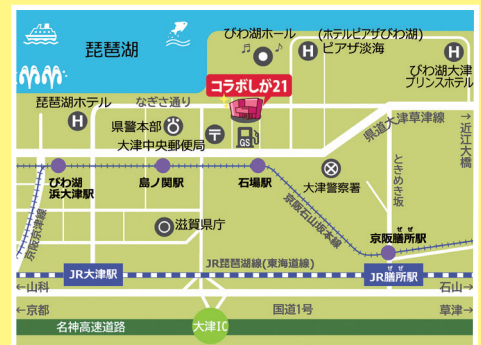 琵琶湖
びわ湖ホール
(ホテルピアザびわ湖)
ピアザ淡海
H
H
びわ湖大津
プリンスホテル
コラボしが21
琵琶湖ホテル
なぎさ通り
H
県警本部
大津中央郵便局
GS
県道大津草津線
→近江大橋
びわ湖
浜大津駅
島ノ関駅
石場駅
大津警察署
ときめき坂
京阪京津線
滋賀県庁
京阪石山坂本線
ぜぜ
京阪膳所駅
JR大津駅
JR琵琶湖線(東海道線)
ぜぜ
JR膳所駅
←山科
石山→
←京都
国道1号
草津→
名神高速道路
大津IC